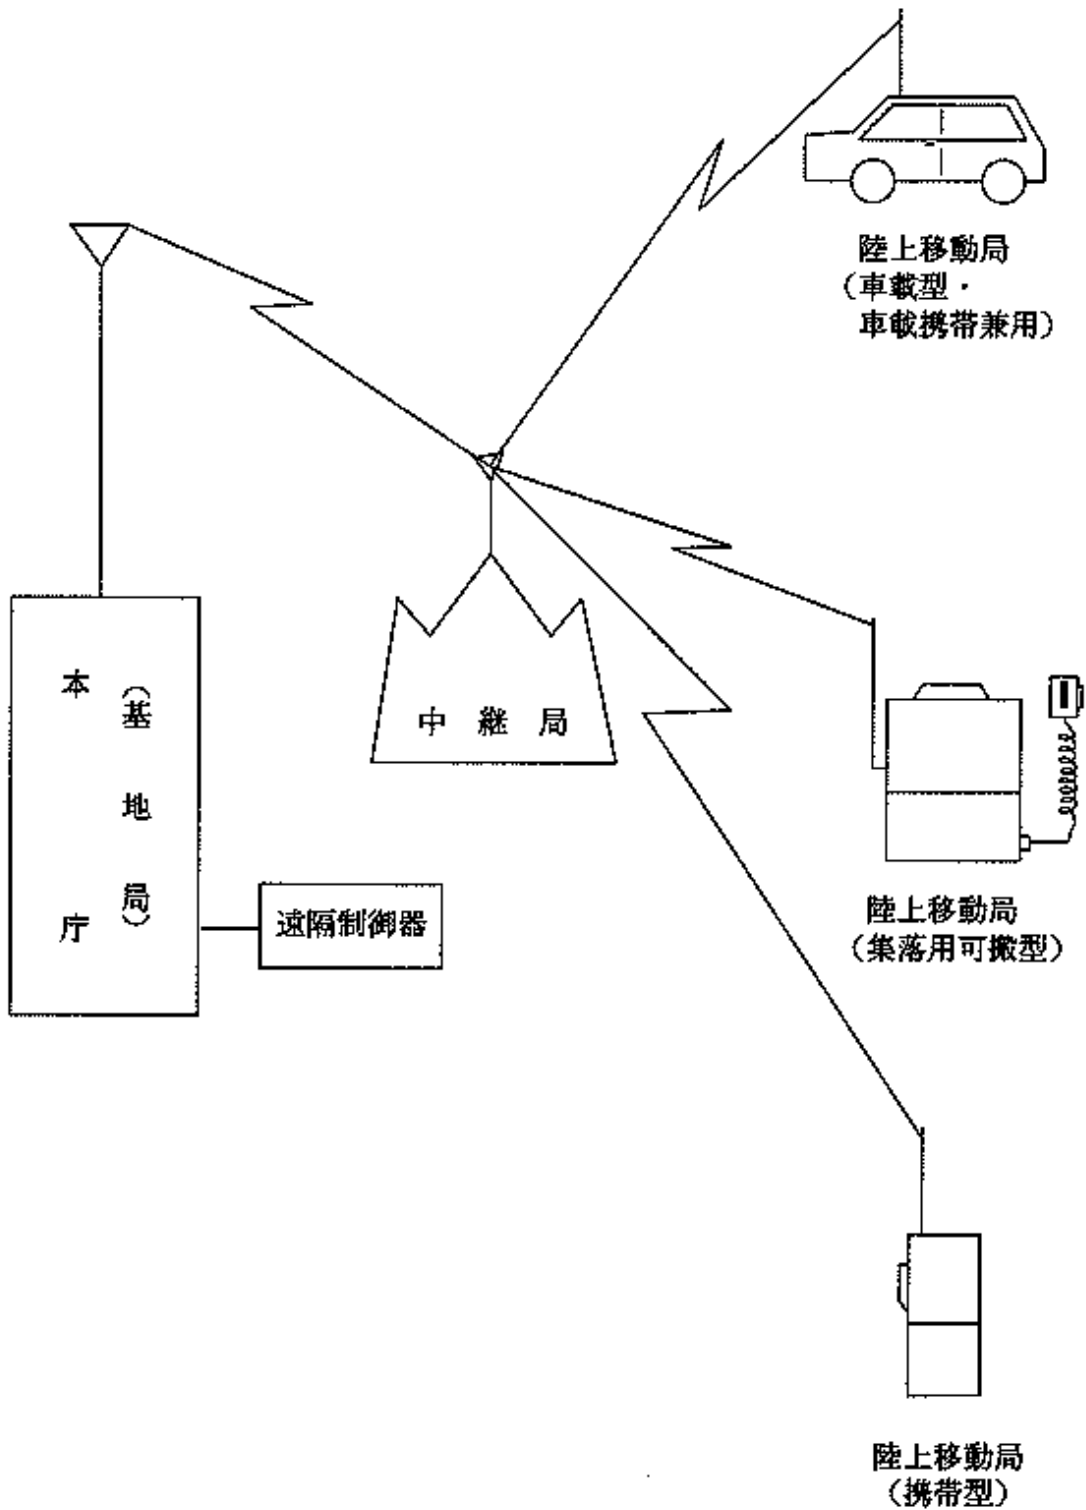 陸上移動局
(車載型・
車載携帯兼用)
本庁
(基地局)
中継局
遠隔制御器
陸上移動局
(集落用可搬型)
陸上移動局
(携帯型)